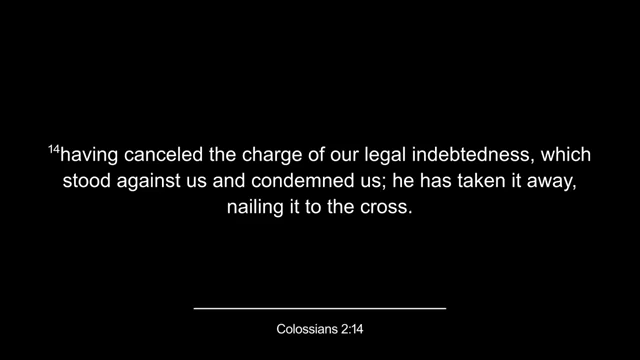 14having canceled the charge of our legal indebtedness, which
stood against us and condemned us; he has taken it away,
nailing it to the cross.
Colossians 2:14